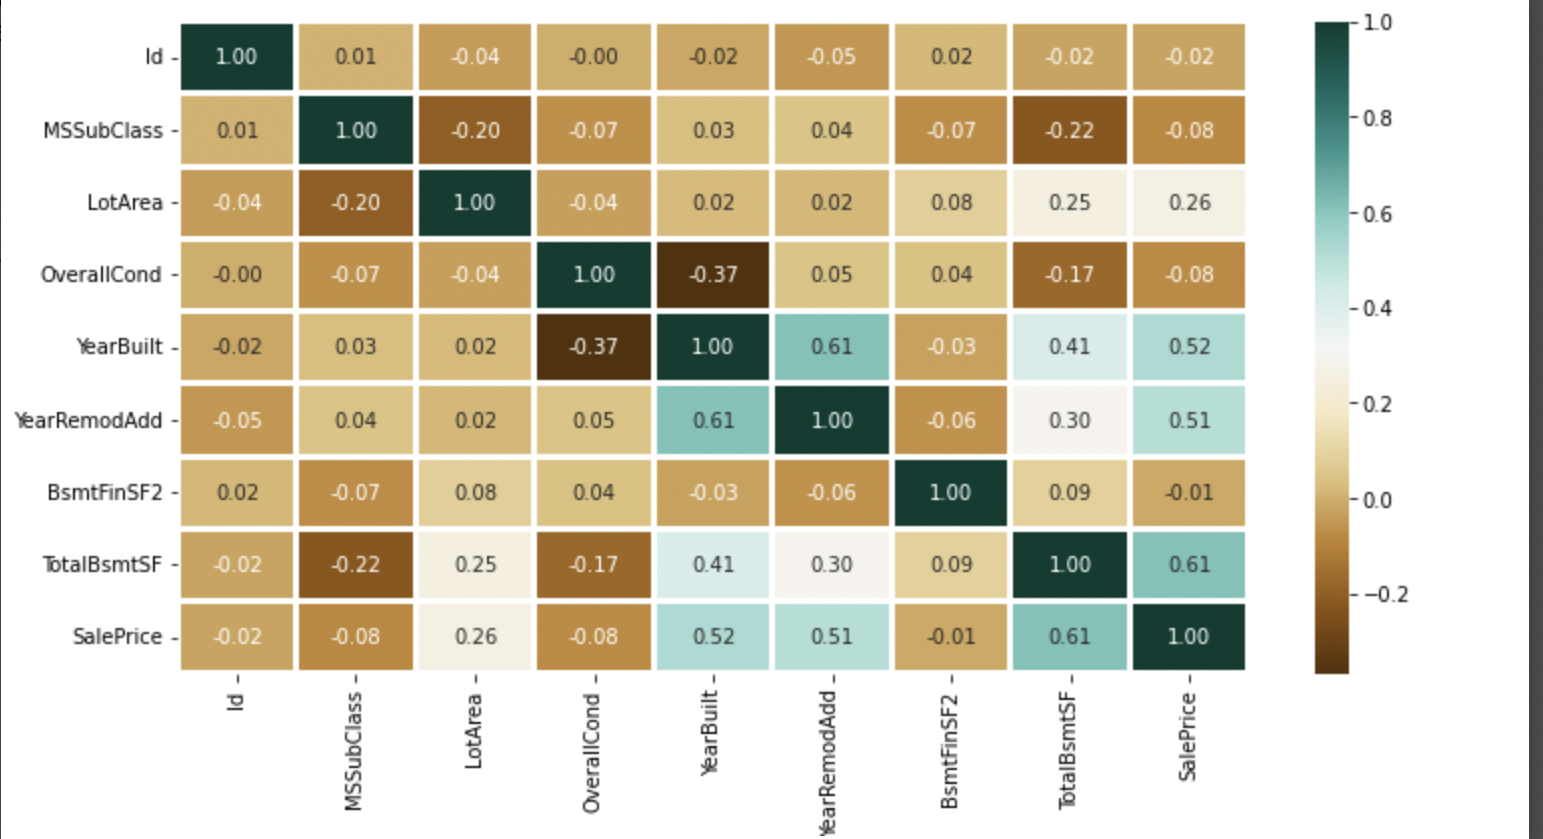 Id 1.00 0.01 -0.04 -0.00 -0.02 -0.05 0.02 -0.02 -0.02
MSSubClass 0.01 1.00 -0.20 -0.07 0.03 0.04 -0.07 -0.22 -0.08
LotArea -0.04 -0.20 1.00 -0.04 0.02 0.02 0.08 0.25 0.26
OverallCond -0.00 -0.07 -0.04 1.00 -0.37 0.05 0.04 -0.17 -0.08
YearBuilt -0.02 0.03 0.02 -0.37 1.00 0.61 -0.03 0.41 0.52
YearRemodAdd -0.05 0.04 0.02 0.05 0.61 1.00 -0.06 0.30 0.51
BsmtFinSF2 0.02 -0.07 0.08 0.04 -0.03 -0.06 1.00 0.09 -0.01
TotalBsmtSF -0.02 -0.22 0.25 -0.17 0.41 0.30 0.09 1.00 0.61
SalePrice -0.02 -0.08 0.26 -0.08 0.52 0.51 -0.01 0.61 1.00
Id
MSSubClass
LotArea
OverallCond
YearBuilt
YearRemodAdd
BsmtFinSF2
TotalBsmtSF
SalePrice
1.0
0.8
0.6
0.4
0.2
0.0
−0.2